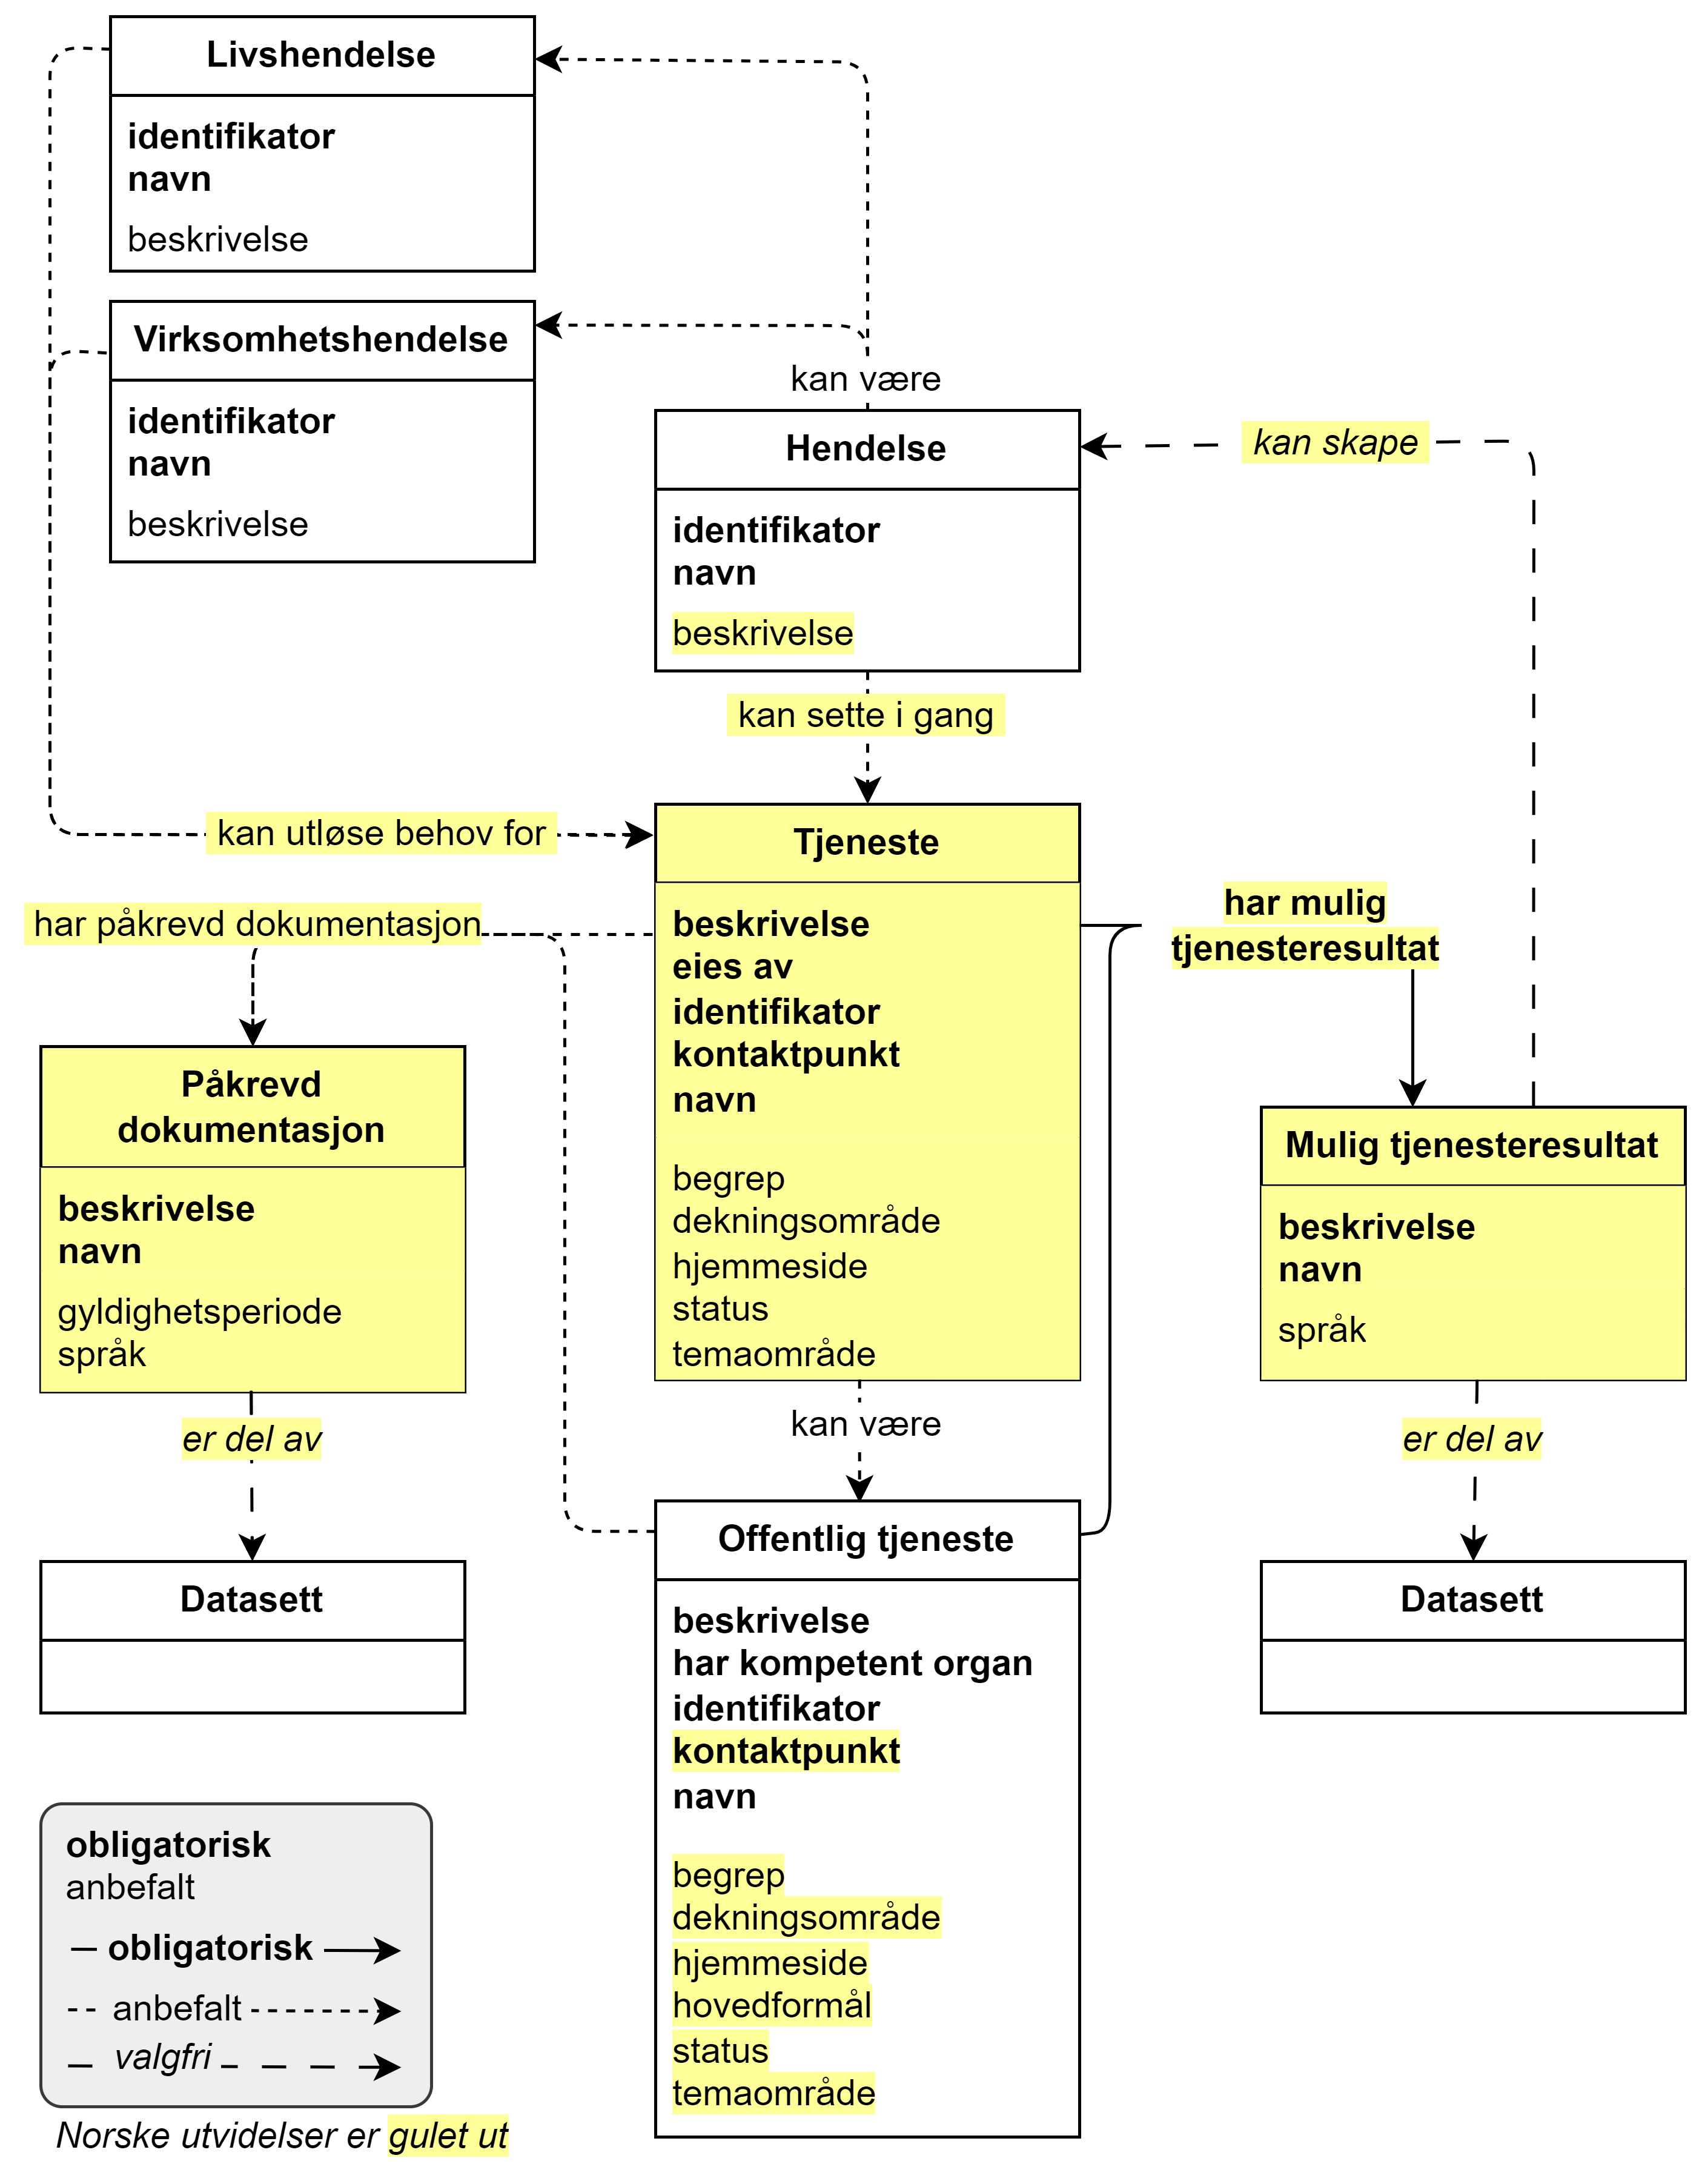 Livshendelse
identifikator
navn
beskrivelse
Virksomhetshendelse
identifikator
navn
beskrivelse
kan være
Hendelse
identifikator
navn
beskrivelse
kan skape
kan sette i gang
kan utløse behov for
Tjeneste
beskrivelse
eies av
identifikator
kontaktpunkt
navn
begrep
dekningsområde
hjemmeside
status
temaområde
har påkrevd dokumentasjon
har mulig
tjenesteresultat
Påkrevd
dokumentasjon
beskrivelse
navn
gyldighetsperiode
språk
Mulig tjenesteresultat
beskrivelse
navn
språk
er del av
kan være
er del av
Datasett
Offentlig tjeneste
beskrivelse
har kompetent organ
identifikator
kontaktpunkt
navn
begrep
dekningsområde
hjemmeside
hovedformål
status
temaområde
Datasett
obligatorisk
anbefalt
obligatorisk
anbefalt
valgfri
Norske utvidelser er gulet ut